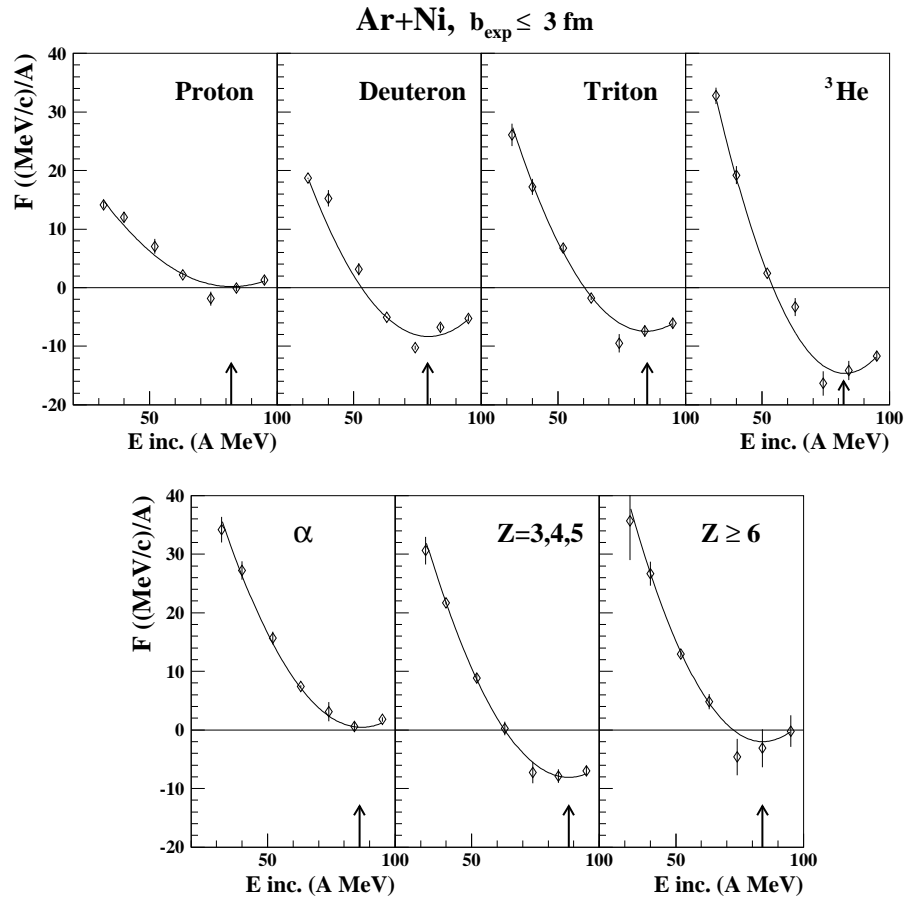 Ar+Ni, b_exp ≤ 3 fm
F ((MeV/c)/A)
40
30
20
10
0
-10
-20
Proton
Deuteron
Triton
³He
50
50
50
50
100
100
E inc. (A MeV)
E inc. (A MeV)
F ((MeV/c)/A)
40
30
20
10
0
-10
-20
α
Z=3,4,5
Z ≥ 6
50
100
50
100
50
100
E inc. (A MeV)
E inc. (A MeV)
E inc. (A MeV)